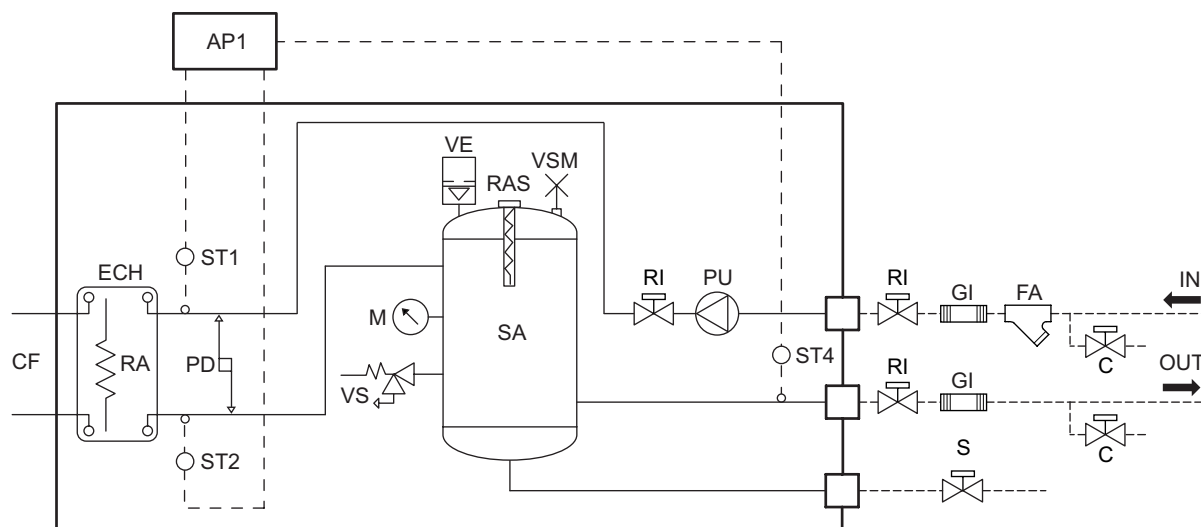 AP1
VE
VSM
RAS
ST1
ECH
RI
PU
RI
GI
FA
IN
M
SA
CF
RA
PD
ST4
C
OUT
VS
RI
GI
ST2
C
S